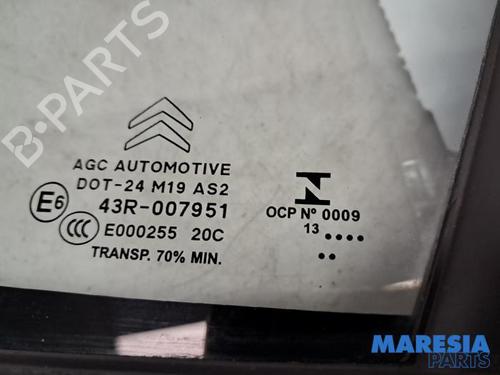 B-PARTS
AGC AUTOMOTIVE
DOT-24 M19 AS2
E6 43R-007951
CCC E000255 20C
TRANSP. 70% MIN.
N
OCP Nº 0009
13 ....
..
MARESIA
PARTS